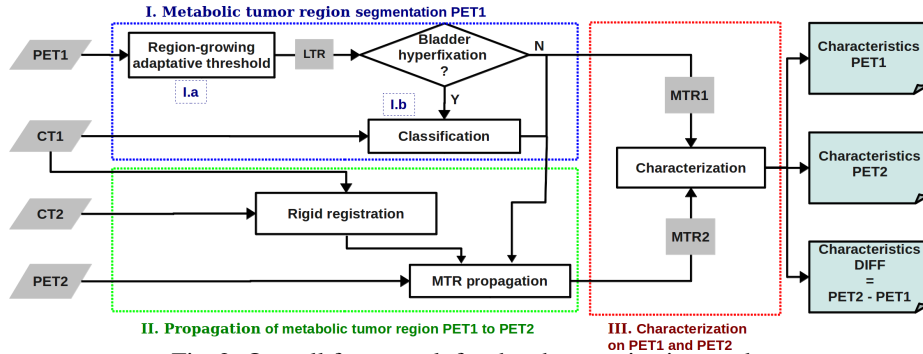 I. Metabolic tumor region segmentation PET1
PET1
Region-growing
adaptative threshold
LTR
Bladder
hyperfixation
?
N
Y
I.a
I.b
CT1
Classification
MTR1
Characterization
MTR2
Characteristics
PET1
Characteristics
PET2
Characteristics
DIFF
=
PET2 - PET1
CT2
Rigid registration
PET2
MTR propagation
II. Propagation of metabolic tumor region PET1 to PET2
III. Characterization
on PET1 and PET2